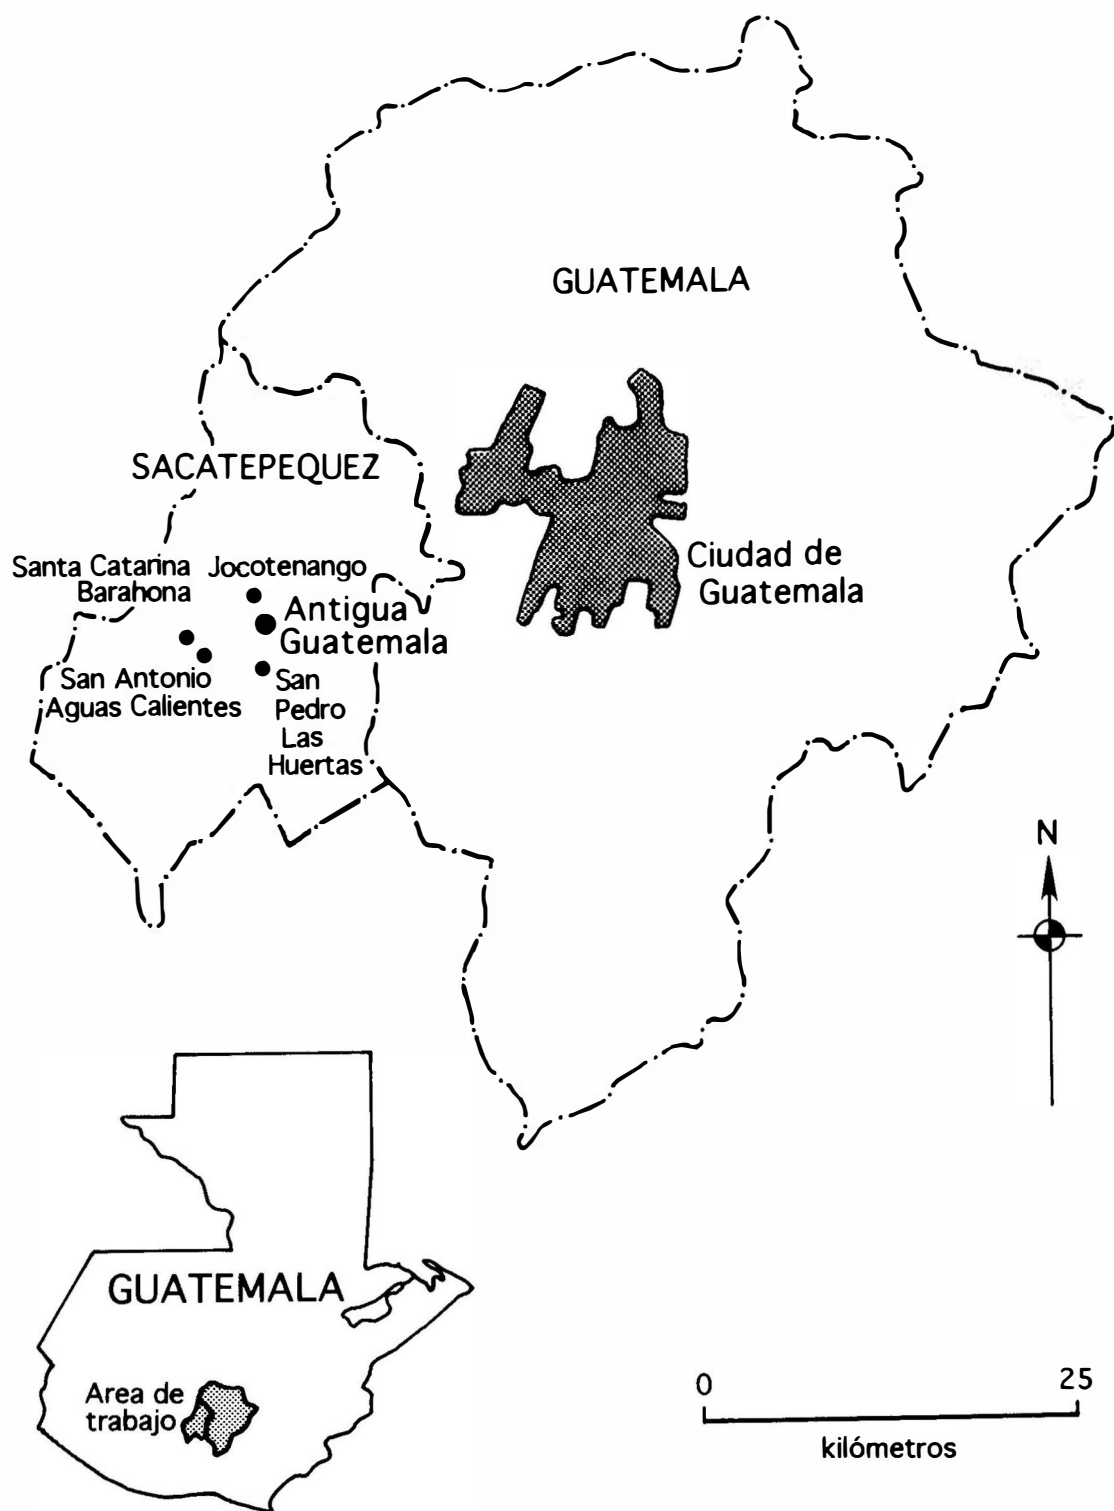 GUATEMALA
SACATEPEQUEZ
Santa Catarina
Barahona
Jocotenango
Antigua
Guatemala
San Antonio
Aguas Calientes
San
Pedro
Las
Huertas
Ciudad de
Guatemala
N
GUATEMALA
Area de
trabajo
0 25
kilómetros